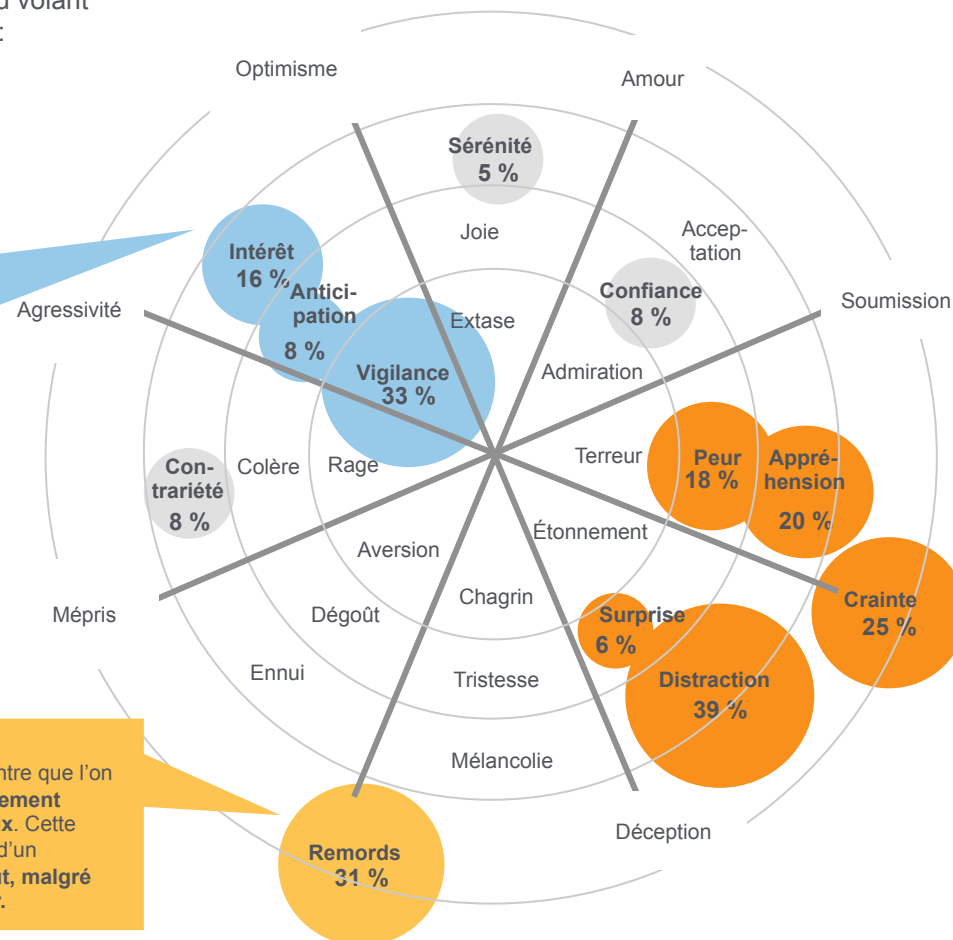 volant
:
Optimisme
Amour
Sérénité
5 %
Joie
Accep-
tation
Intérêt
16 %
Antici-
pation
8 %
Confiance
8 %
Agressivité
Soumission
Extase
Vigilance
33 %
Admiration
Con-
trariété
8 %
Colère
Rage
Terreur
Peur
18 %
Appré-
hension
20 %
Étonnement
Aversion
Chagrin
Crainte
25 %
Mépris
Dégoût
Surprise
6 %
Ennui
Tristesse
Distraction
39 %
Mélancolie
Déception
Remords
31 %
que l’on
. Cette
d’un
, malgré